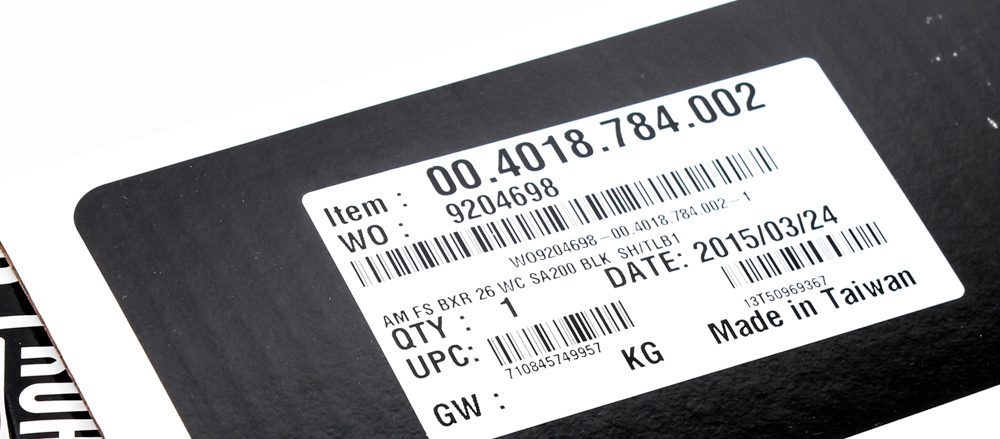 Item : 00.4018.784.002
WO : 9204698
WO9204698-00.4018.784.002-1
AM FS BXR 26 WC SA200 BLK SH/TLB1
QTY : 1 DATE: 2015/03/24
13T50969367
UPC: 710845749957
KG Made in Taiwan
GW :